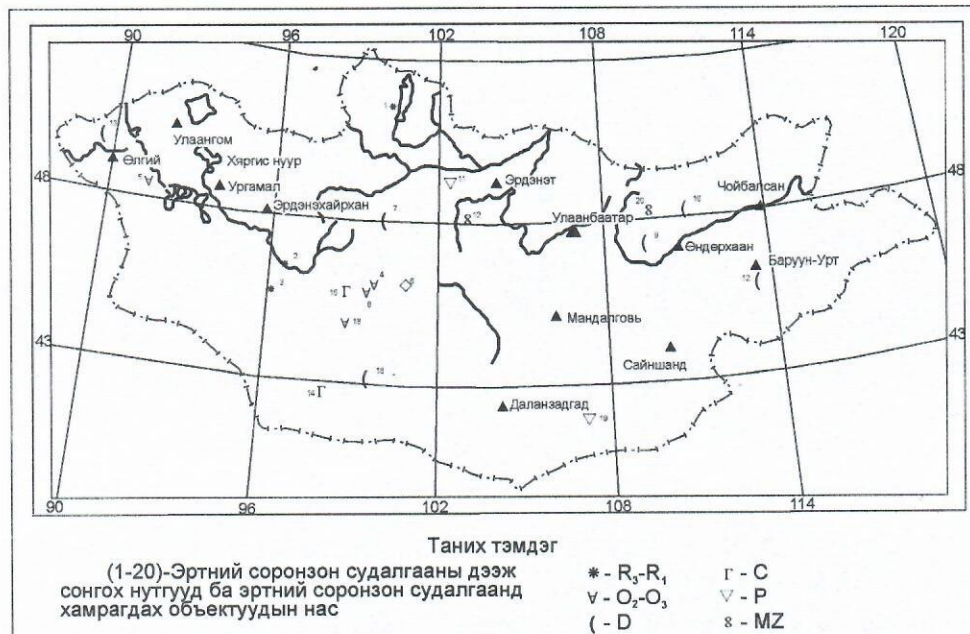 90 96 102 108 114 120
Улаангом
Өлгий
Хяргис нуур
Ургамал
Эрдэнэхайрхан
Эрдэнэт
Улаанбаатар
Чойбалсан
Өндөрхаан
Баруун-Урт
Мандалговь
Сайншанд
Даланзадгад
48 48
43 43
90 96 102 108 114
Таних тэмдэг
(1-20)-Эртний соронзон судалгааны дээж
сонгох нутгууд ба эртний соронзон судалгаанд
хамрагдах объектуудын нас
* - R₃-R₁
∀ - O₂-O₃
( - D
Г - C
▽ - P
8 - MZ